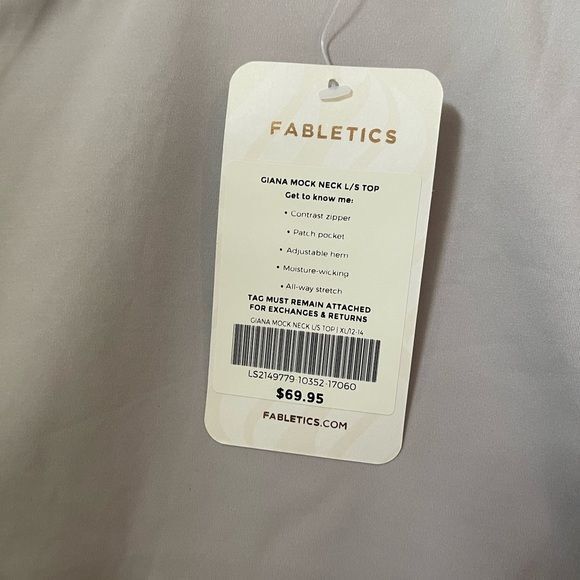 FABLETICS
GIANA MOCK NECK L/S TOP
Get to know me:
• Contrast zipper
• Patch pocket
• Adjustable hem
• Moisture-wicking
• All-way stretch
TAG MUST REMAIN ATTACHED
FOR EXCHANGES & RETURNS
GIANA MOCK NECK L/S TOP | XL/12-14
LS2149779-10352-17060
$69.95
FABLETICS.COM